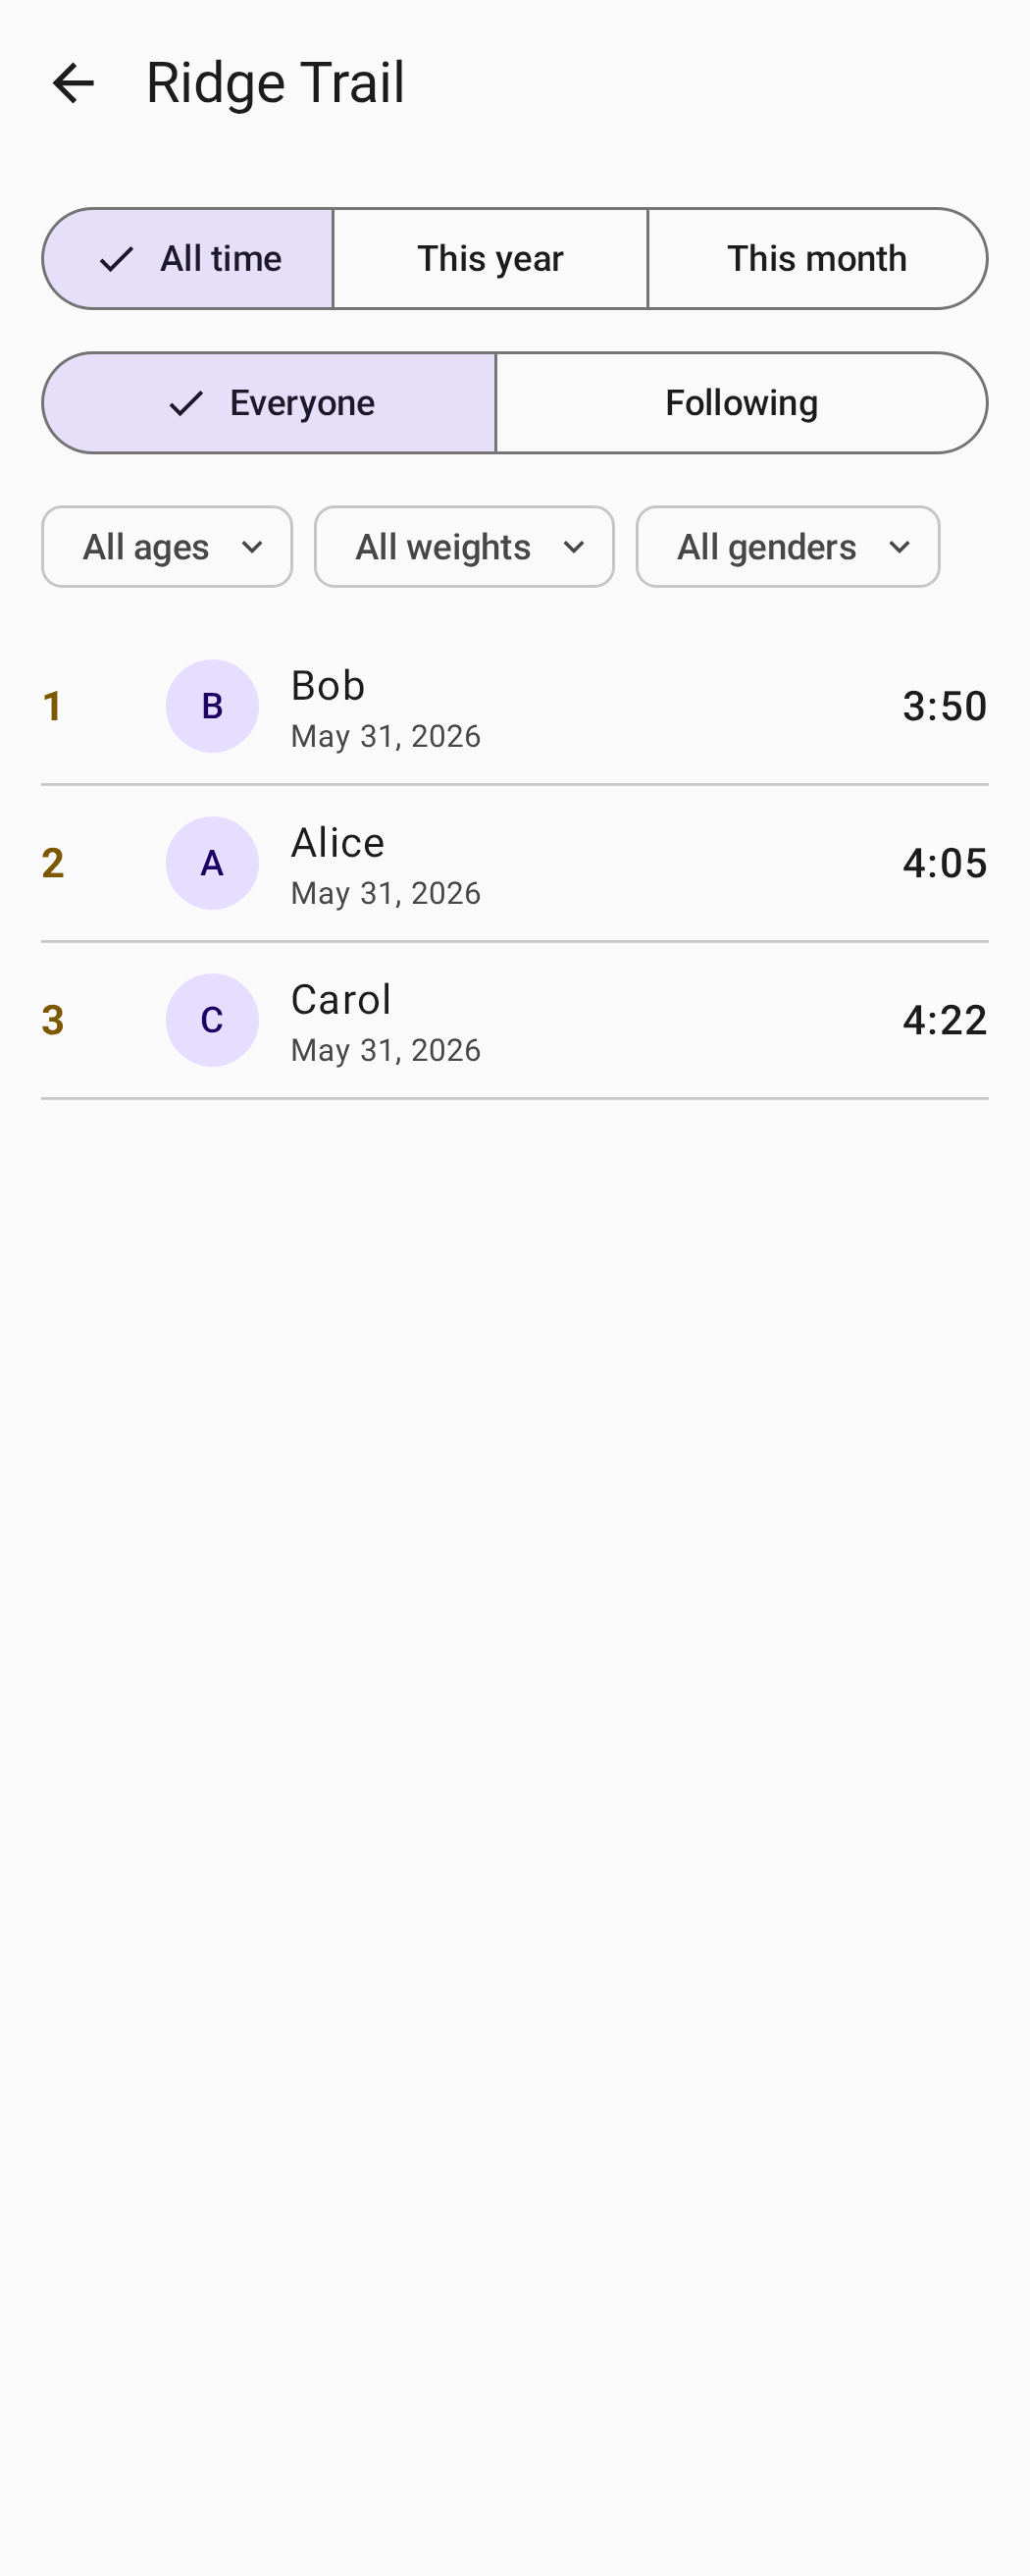 Ridge Trail
All time This year This month
Everyone Following
All ages All weights All genders
1 B Bob 3:50
May 31, 2026
2 A Alice 4:05
May 31, 2026
3 C Carol 4:22
May 31, 2026